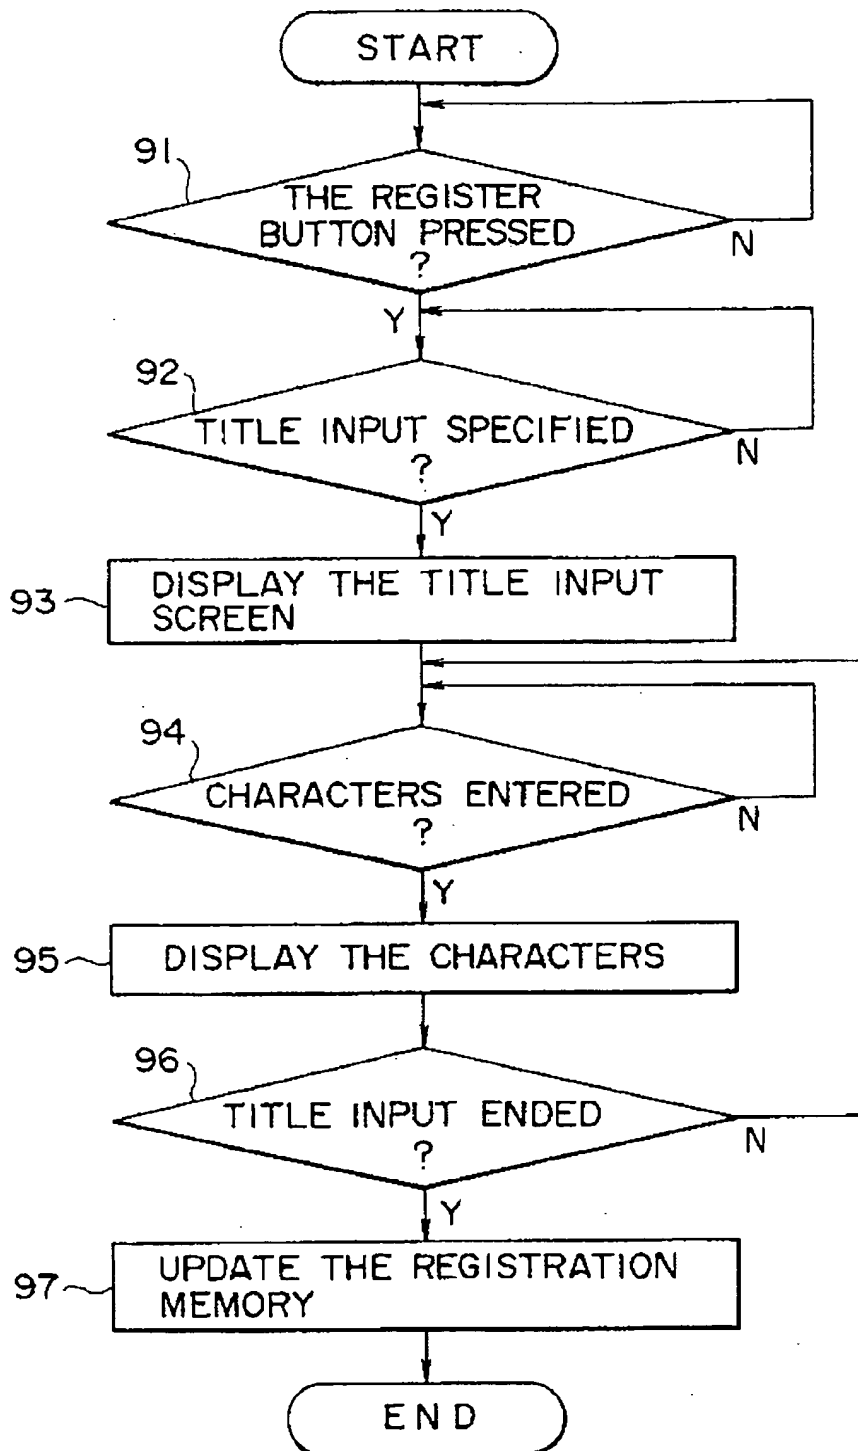 START
91
THE REGISTER
BUTTON PRESSED
?
N
Y
92
TITLE INPUT SPECIFIED
?
N
Y
93
DISPLAY THE TITLE INPUT
SCREEN
94
CHARACTERS ENTERED
?
N
Y
95
DISPLAY THE CHARACTERS
96
TITLE INPUT ENDED
?
N
Y
97
UPDATE THE REGISTRATION
MEMORY
END